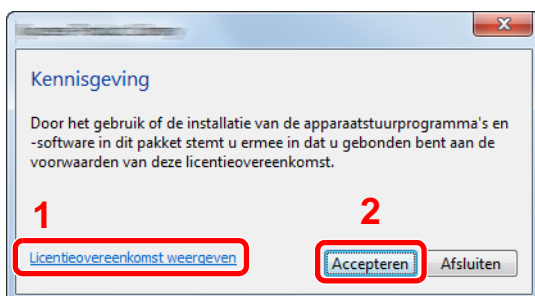 Kennisgeving
Door het gebruik of de installatie van de apparaatstuurprogramma's en
-software in dit pakket stemt u ermee in dat u gebonden bent aan de
voorwaarden van deze licentieovereenkomst.
1
2
Licentieovereenkomst weergeven
Accepteren Afsluiten